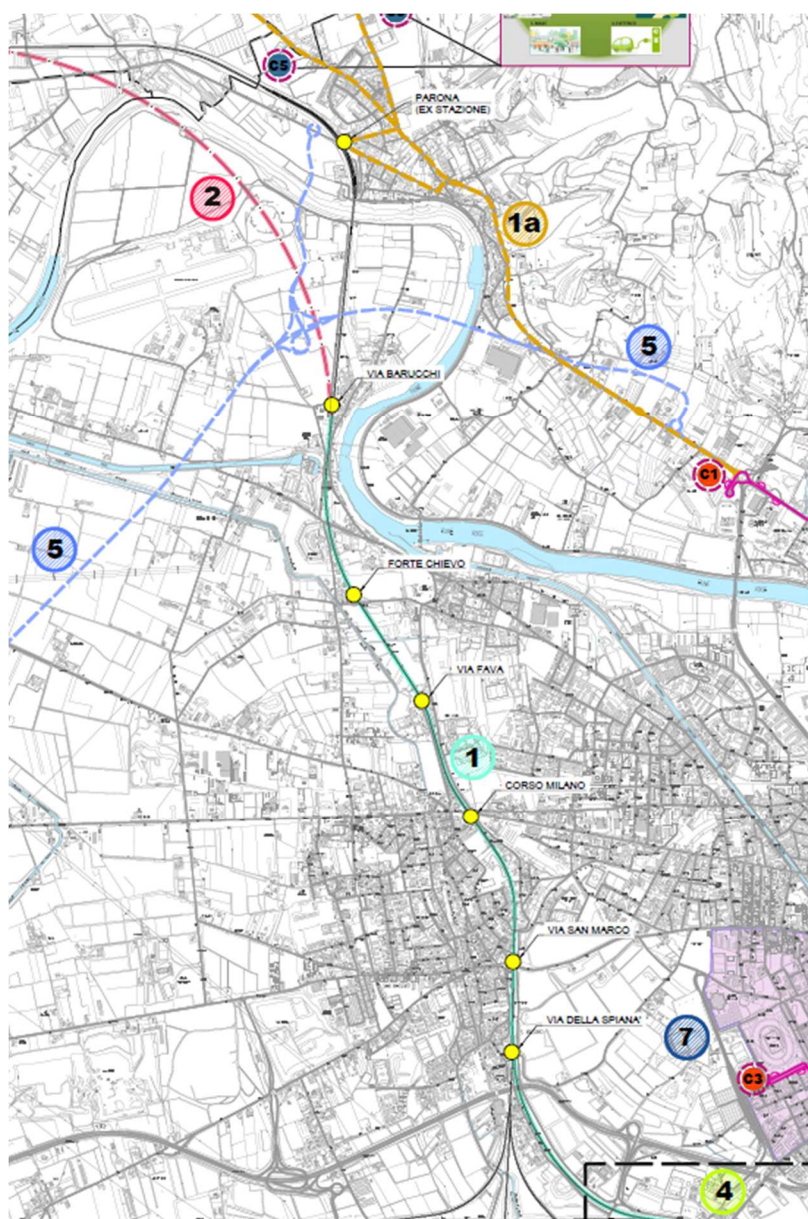 C5
PARONA
(EX STAZIONE)
2
1a
5
VIA BARUCCHI
C1
5
FORTE CHIEVO
VIA FAVA
1
CORSO MILANO
VIA SAN MARCO
VIA DELLA SPIANA'
7
C3
4